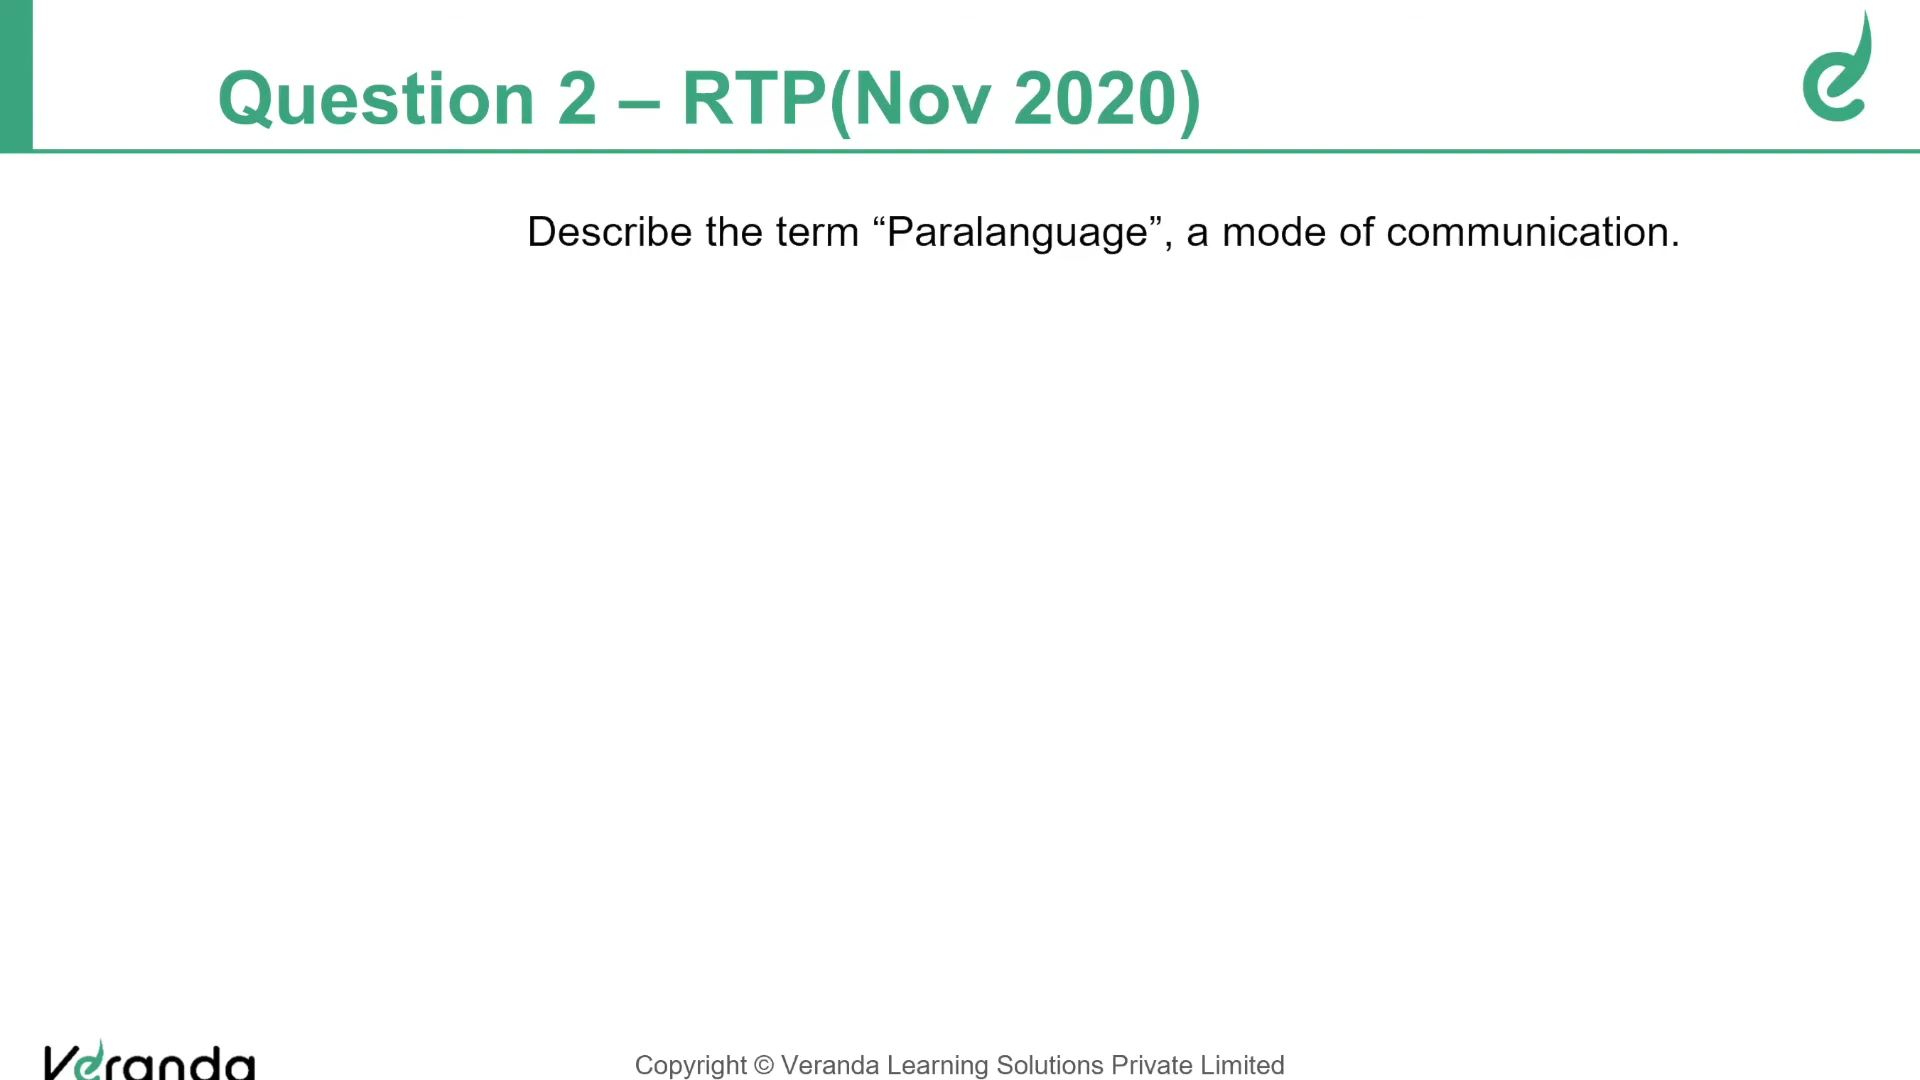 Question 2 – RTP(Nov 2020)
Describe the term “Paralanguage”, a mode of communication.
Veranda
Copyright © Veranda Learning Solutions Private Limited